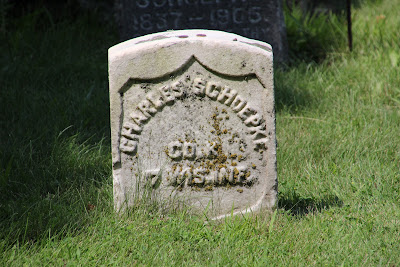 1837-1905.
CHARLES SCHOEPKE
CO. K.
7 WIS. INF.